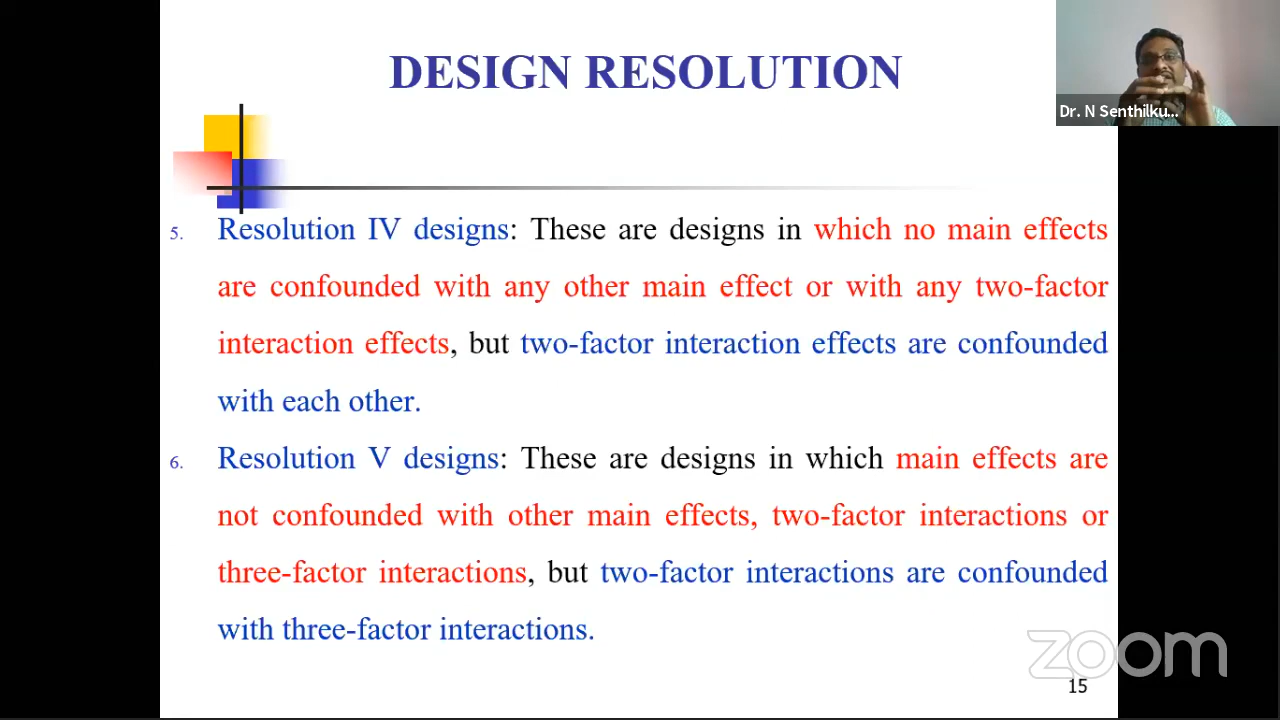 DESIGN RESOLUTION
Dr. N Senthilku...
5. Resolution IV designs: These are designs in which no main effects
are confounded with any other main effect or with any two-factor
interaction effects, but two-factor interaction effects are confounded
with each other.
6. Resolution V designs: These are designs in which main effects are
not confounded with other main effects, two-factor interactions or
three-factor interactions, but two-factor interactions are confounded
with three-factor interactions.
zoom
15